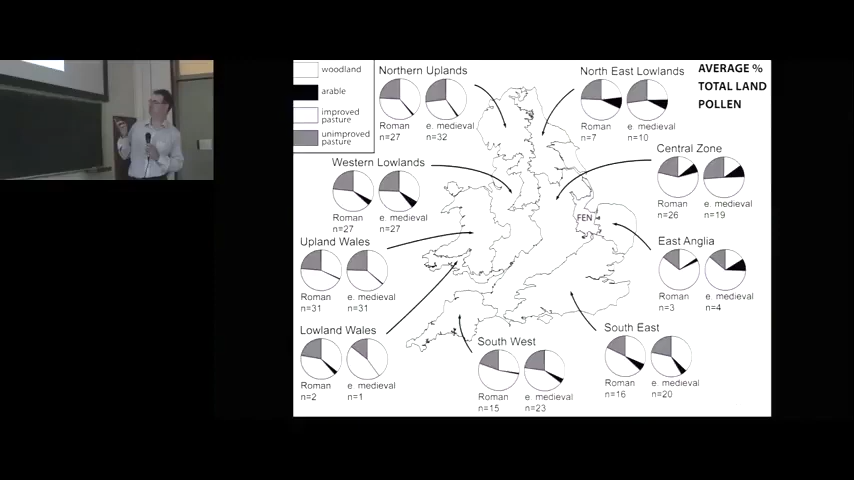 woodland
arable
improved
pasture
unimproved
pasture
AVERAGE %
TOTAL LAND
POLLEN
Northern Uplands
Roman
n=27
e. medieval
n=32
North East Lowlands
Roman
n=7
e. medieval
n=10
Western Lowlands
Roman
n=27
e. medieval
n=27
Central Zone
Roman
n=26
e. medieval
n=19
FEN
Upland Wales
Roman
n=31
e. medieval
n=31
East Anglia
Roman
n=3
e. medieval
n=4
Lowland Wales
Roman
n=2
e. medieval
n=1
South West
Roman
n=15
e. medieval
n=23
South East
Roman
n=16
e. medieval
n=20